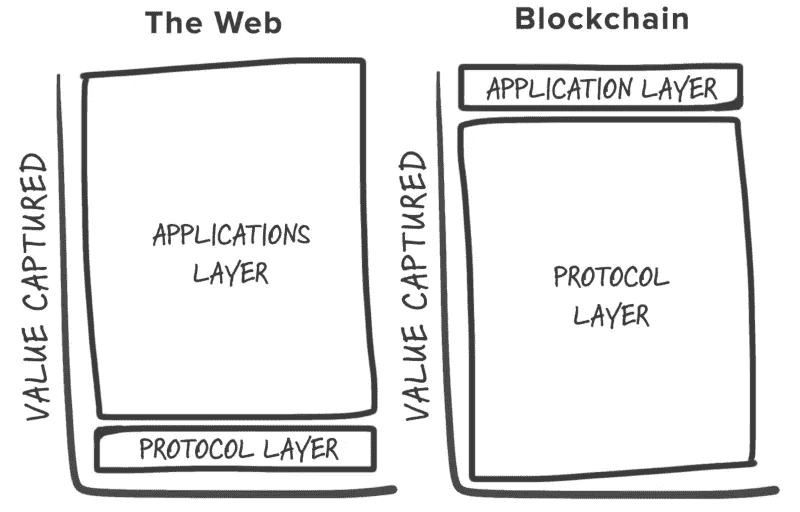 The Web
VALUE CAPTURED
APPLICATIONS
LAYER
PROTOCOL LAYER
Blockchain
VALUE CAPTURED
APPLICATION LAYER
PROTOCOL
LAYER